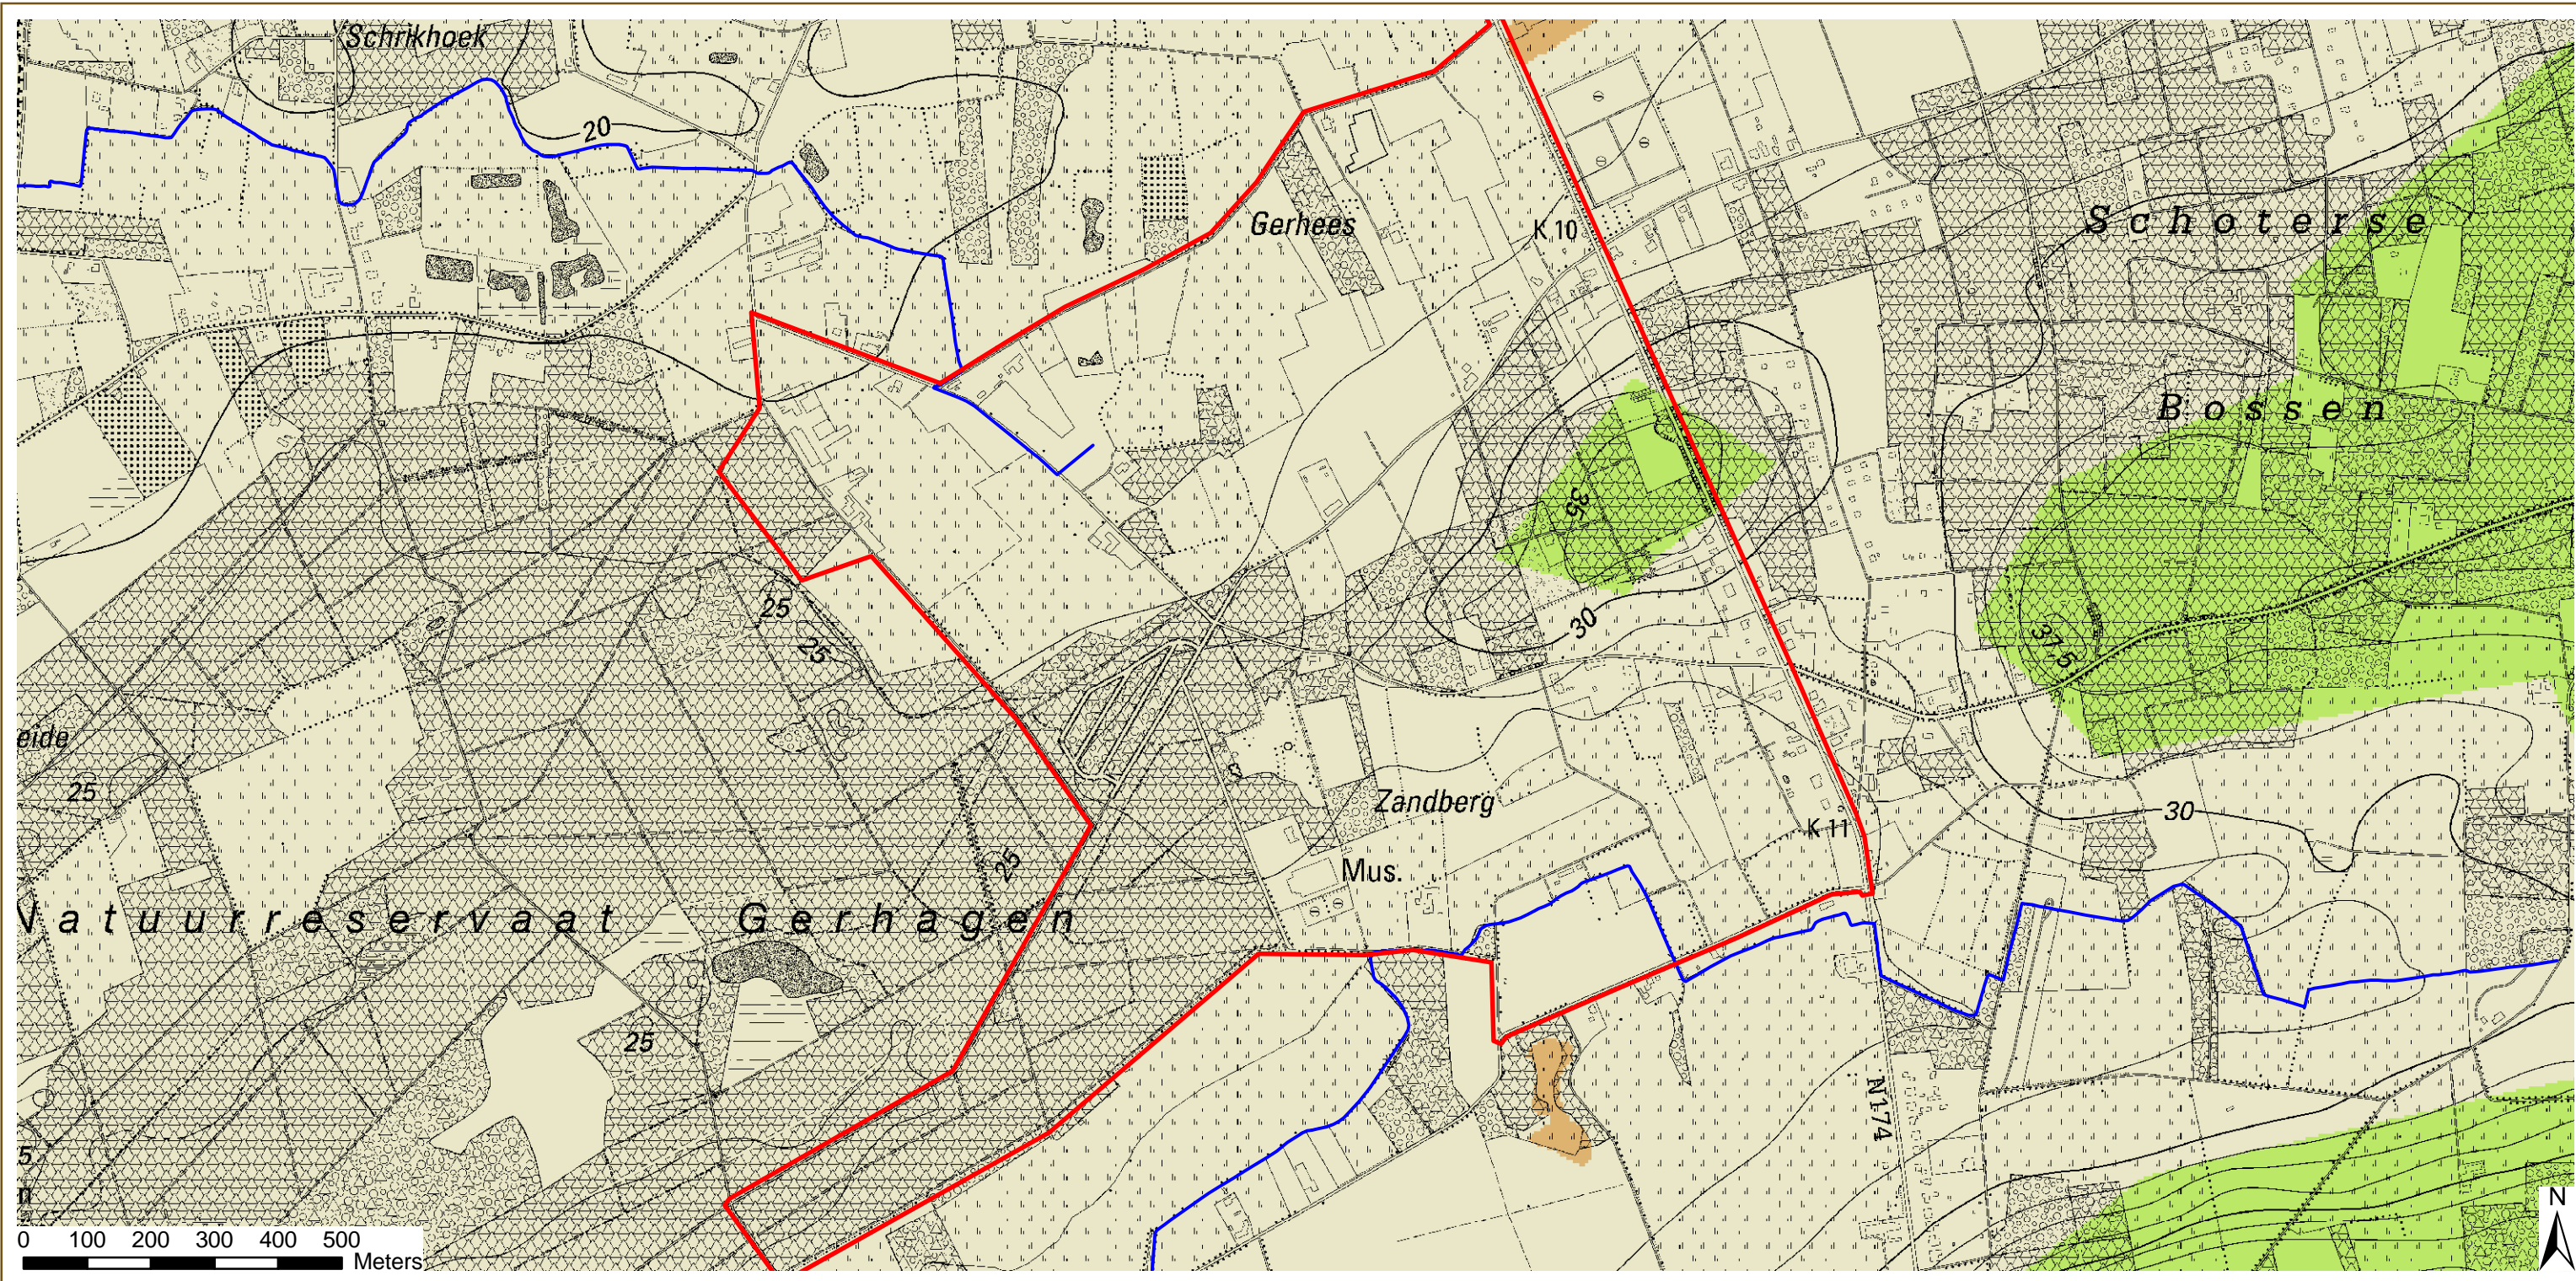 Schrikhoek
20
Gerhees
K 10
Schoterse
Bossen
35
25
25
30
37.5
eide
25
Zandberg
30
K 11
25
Mus.
Natuurreservaat Gerhagen
25
N174
5
n
N
0 100 200 300 400 500
Meters